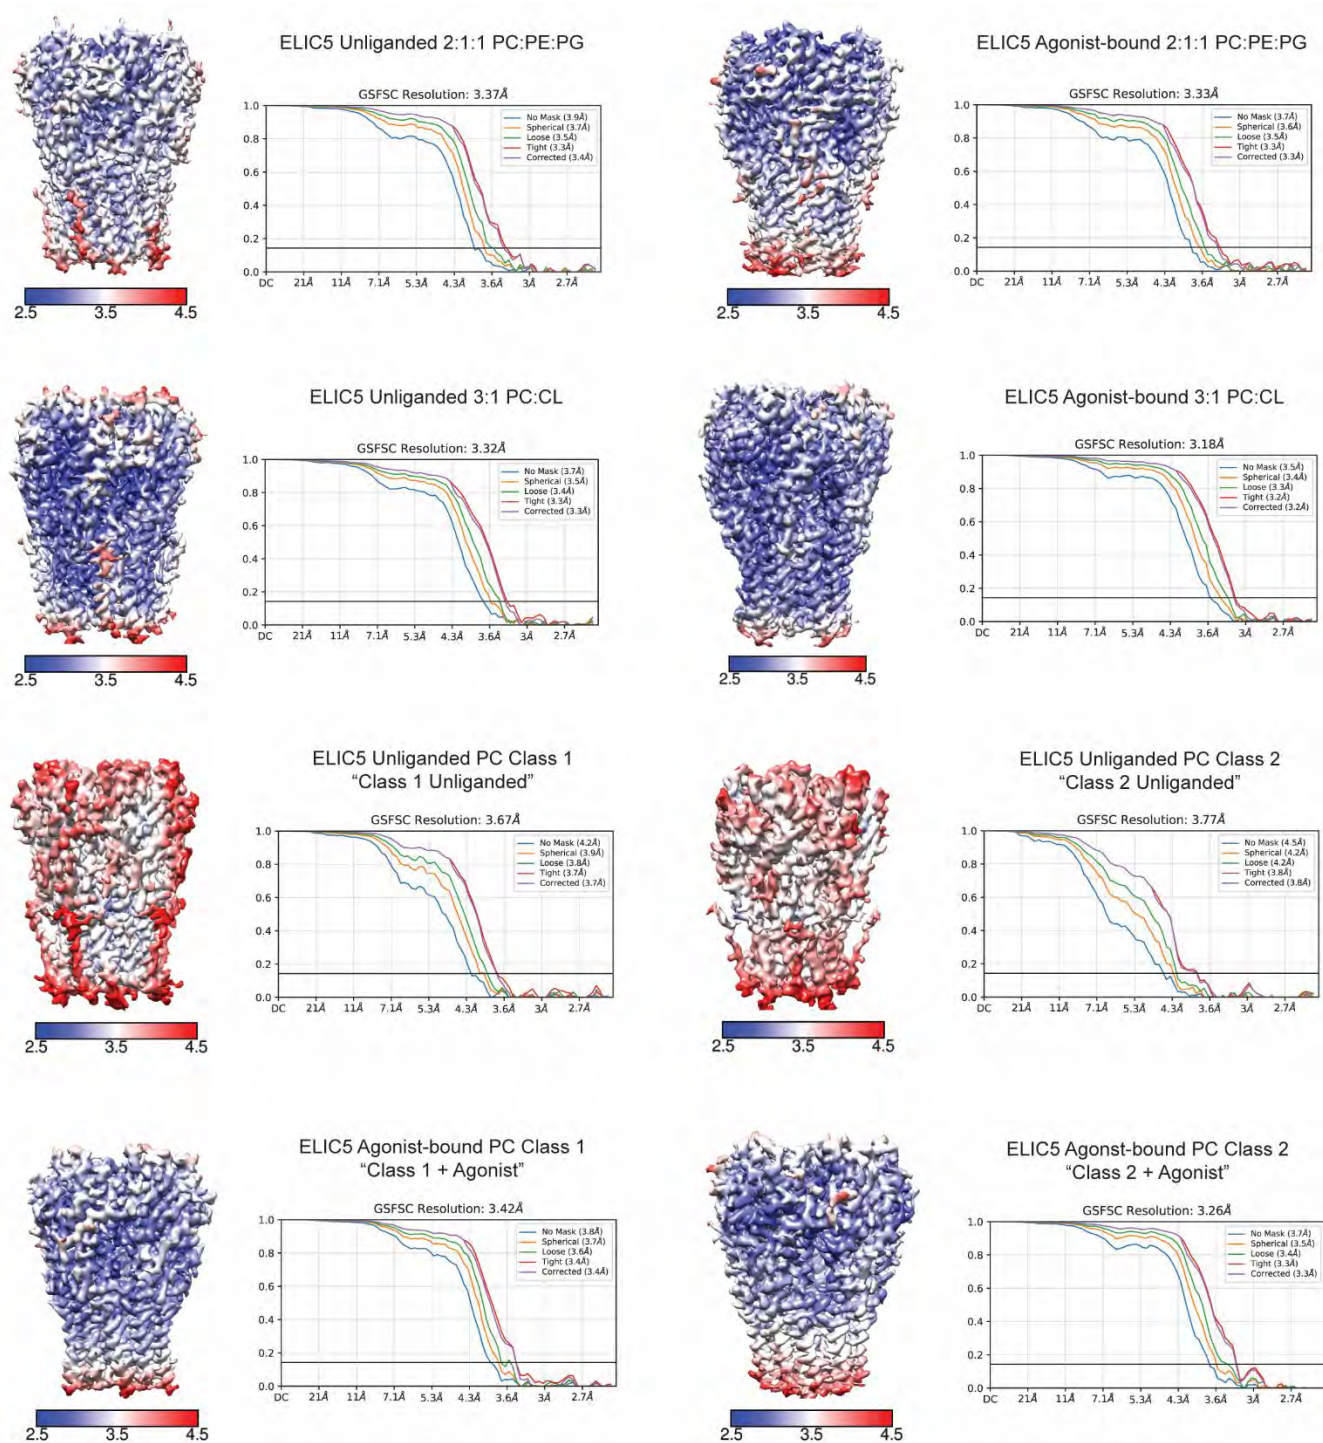 ELIC5 Unliganded 2:1:1 PC:PE:PG
GSFSC Resolution: 3.37Å
1.0
0.8
0.6
0.4
0.2
0.0
No Mask (3.9Å)
Spherical (3.7Å)
Loose (3.5Å)
Tight (3.3Å)
Corrected (3.4Å)
DC 21Å 11Å 7.1Å 5.3Å 4.3Å 3.6Å 3Å 2.7Å
2.5 3.5 4.5
ELIC5 Agonist-bound 2:1:1 PC:PE:PG
GSFSC Resolution: 3.33Å
1.0
0.8
0.6
0.4
0.2
0.0
No Mask (3.7Å)
Spherical (3.6Å)
Loose (3.5Å)
Tight (3.3Å)
Corrected (3.3Å)
DC 21Å 11Å 7.1Å 5.3Å 4.3Å 3.6Å 3Å 2.7Å
2.5 3.5 4.5
ELIC5 Unliganded 3:1 PC:CL
GSFSC Resolution: 3.32Å
1.0
0.8
0.6
0.4
0.2
0.0
No Mask (3.7Å)
Spherical (3.5Å)
Loose (3.4Å)
Tight (3.3Å)
Corrected (3.3Å)
DC 21Å 11Å 7.1Å 5.3Å 4.3Å 3.6Å 3Å 2.7Å
2.5 3.5 4.5
ELIC5 Agonist-bound 3:1 PC:CL
GSFSC Resolution: 3.18Å
1.0
0.8
0.6
0.4
0.2
0.0
No Mask (3.5Å)
Spherical (3.4Å)
Loose (3.3Å)
Tight (3.2Å)
Corrected (3.2Å)
DC 21Å 11Å 7.1Å 5.3Å 4.3Å 3.6Å 3Å 2.7Å
2.5 3.5 4.5
ELIC5 Unliganded PC Class 1
“Class 1 Unliganded”
GSFSC Resolution: 3.67Å
1.0
0.8
0.6
0.4
0.2
0.0
No Mask (4.2Å)
Spherical (3.9Å)
Loose (3.8Å)
Tight (3.7Å)
Corrected (3.7Å)
DC 21Å 11Å 7.1Å 5.3Å 4.3Å 3.6Å 3Å 2.7Å
2.5 3.5 4.5
ELIC5 Unliganded PC Class 2
“Class 2 Unliganded”
GSFSC Resolution: 3.77Å
1.0
0.8
0.6
0.4
0.2
0.0
No Mask (4.5Å)
Spherical (4.2Å)
Loose (4.2Å)
Tight (3.8Å)
Corrected (3.8Å)
DC 21Å 11Å 7.1Å 5.3Å 4.3Å 3.6Å 3Å 2.7Å
2.5 3.5 4.5
ELIC5 Agonist-bound PC Class 1
“Class 1 + Agonist”
GSFSC Resolution: 3.42Å
1.0
0.8
0.6
0.4
0.2
0.0
No Mask (3.8Å)
Spherical (3.7Å)
Loose (3.6Å)
Tight (3.4Å)
Corrected (3.4Å)
DC 21Å 11Å 7.1Å 5.3Å 4.3Å 3.6Å 3Å 2.7Å
2.5 3.5 4.5
ELIC5 Agonst-bound PC Class 2
“Class 2 + Agonist”
GSFSC Resolution: 3.26Å
1.0
0.8
0.6
0.4
0.2
0.0
No Mask (3.7Å)
Spherical (3.5Å)
Loose (3.4Å)
Tight (3.3Å)
Corrected (3.3Å)
DC 21Å 11Å 7.1Å 5.3Å 4.3Å 3.6Å 3Å 2.7Å
2.5 3.5 4.5